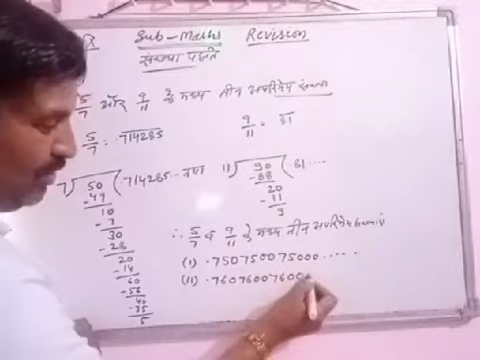 X Sub-Maths Revision
संख्या पद्धति
5/7 और 9/11 के मध्य तीन अपरिमेय संख्या
5/7 = .714285
9/11 = .81
7) 50 (.714285...
-49
10
-7
30
-28
20
-14
60
-56
40
-35
5
11) 90 (.81....
-88
20
-11
9
∴ 5/7 व 9/11 के मध्य तीन अपरिमेय
(I) .750750075000.....
(II) .760760076000